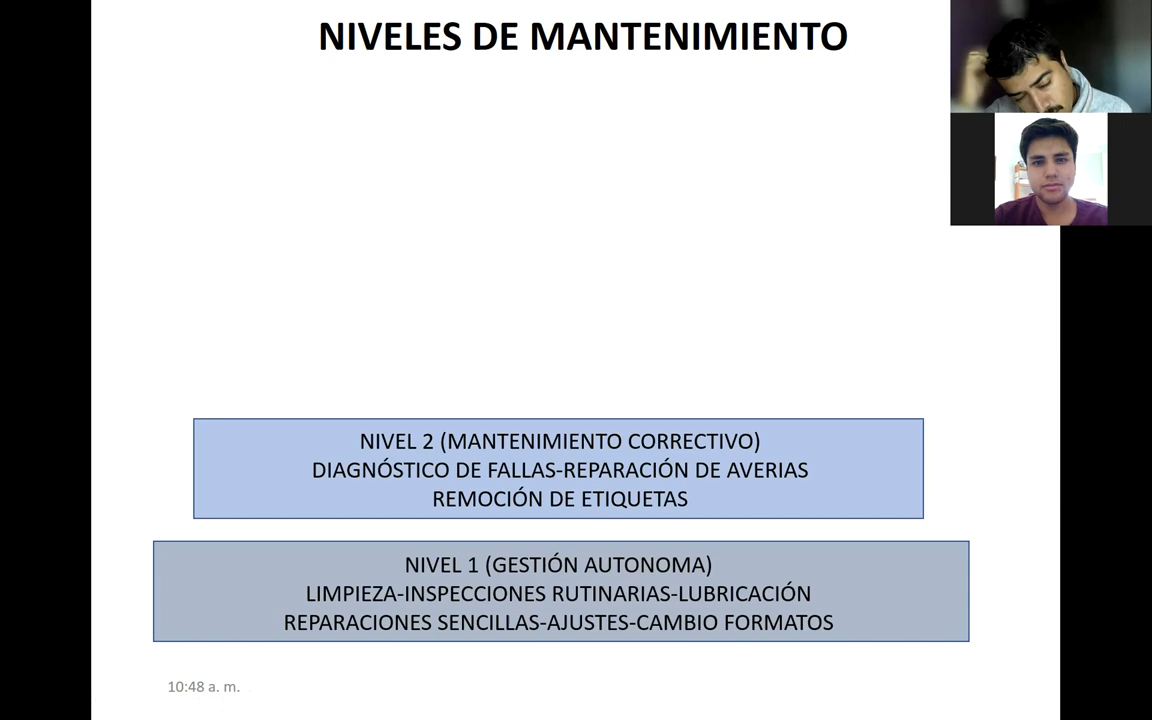 NIVELES DE MANTENIMIENTO
NIVEL 2 (MANTENIMIENTO CORRECTIVO)
DIAGNÓSTICO DE FALLAS-REPARACIÓN DE AVERIAS
REMOCIÓN DE ETIQUETAS
NIVEL 1 (GESTIÓN AUTONOMA)
LIMPIEZA-INSPECCIONES RUTINARIAS-LUBRICACIÓN
REPARACIONES SENCILLAS-AJUSTES-CAMBIO FORMATOS
10:48 a. m.